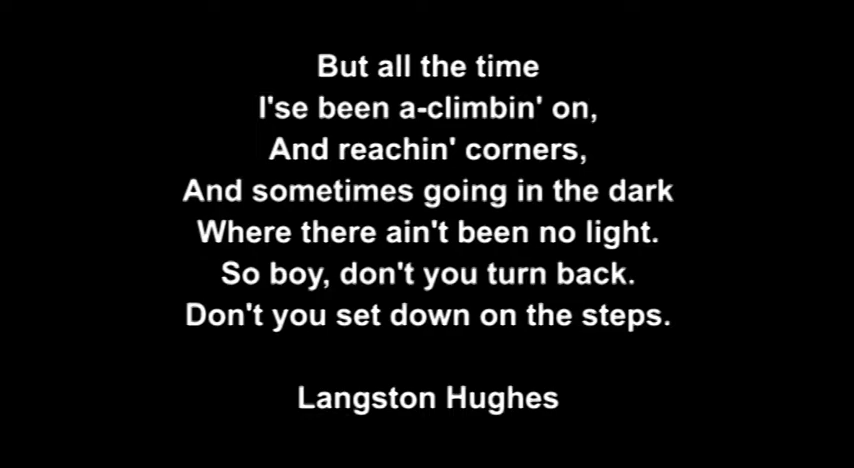 But all the time
I'se been a-climbin' on,
And reachin' corners,
And sometimes going in the dark
Where there ain't been no light.
So boy, don't you turn back.
Don't you set down on the steps.
Langston Hughes